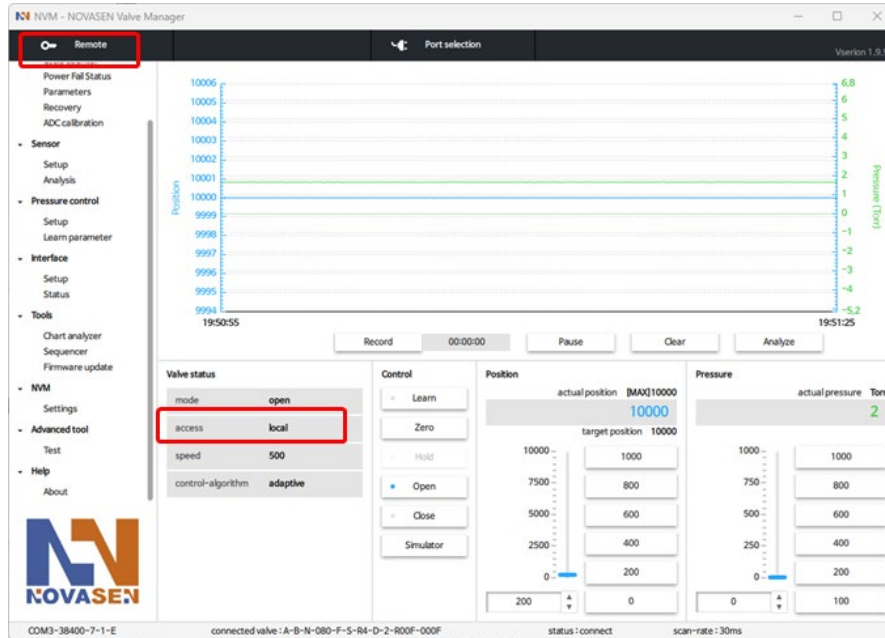 NVM - NOVASEN Valve Manager
Remote
Port selection
Vserion 1.9.
Power Fail Status
Parameters
Recovery
ADC calibration
Sensor
Setup
Analysis
Pressure control
Setup
Learn parameter
Interface
Setup
Status
Tools
Chart analyzer
Sequencer
Firmware update
NVM
Settings
Advanced tool
Test
Help
About
NOVASEN
Position
10006
10005
10004
10003
10002
10001
10000
9999
9998
9997
9996
9995
9994
6,8
6
5
4
3
2
1
0
-1
-2
-3
-4
-5,2
Pressure (Torr)
19:50:55 19:51:25
Record 00:00:00 Pause Clear Analyze
Valve status
mode open
access local
speed 500
control-algorithm adaptive
Control
Learn
Zero
Hold
Open
Close
Simulator
Position
actual position [MAX]10000
10000
target position 10000
10000 1000
7500 800
5000 600
2500 400
0 200
200 0
Pressure
actual pressure Torr
2
1000 1000
750 800
500 600
250 400
0 200
0 100
COM3-38400-7-1-E connected valve : A-B-N-080-F-S-R4-D-2-R00F-000F status : connect scan-rate : 30ms